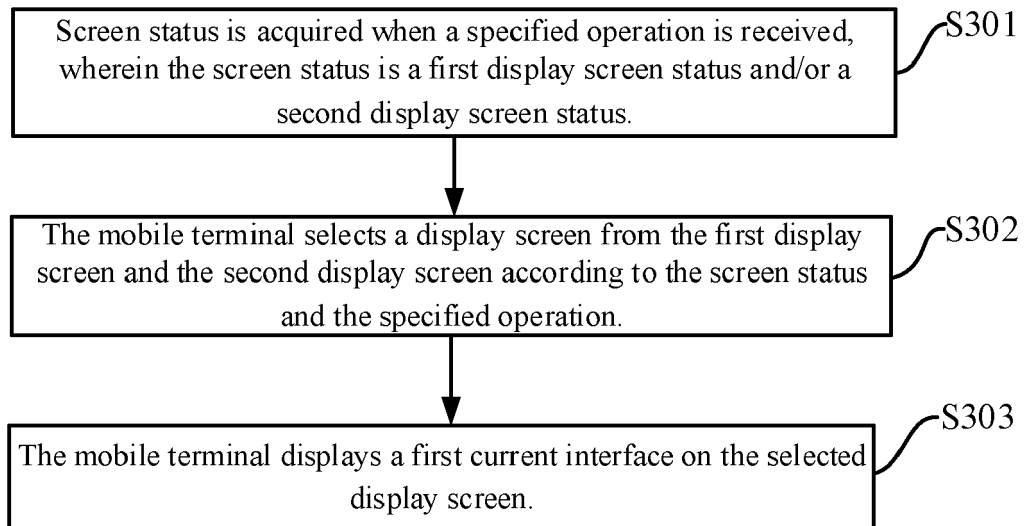 Screen status is acquired when a specified operation is received,
wherein the screen status is a first display screen status and/or a
second display screen status.
S301
The mobile terminal selects a display screen from the first display
screen and the second display screen according to the screen status
and the specified operation.
S302
The mobile terminal displays a first current interface on the selected
display screen.
S303